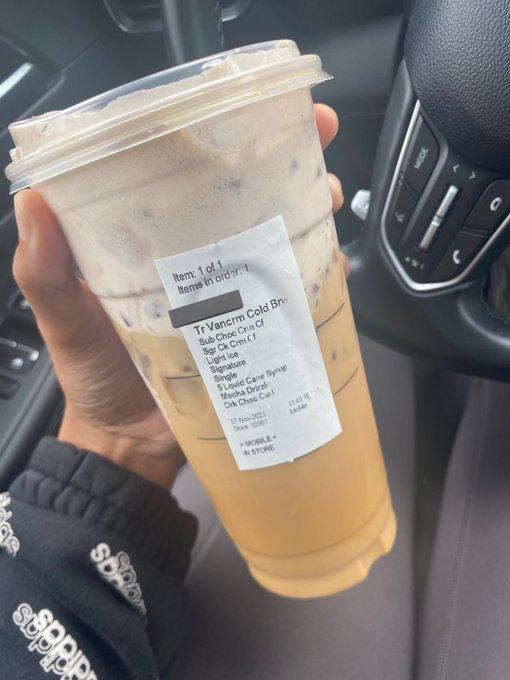 Item: 1 of 1
Items in order: 1
Tr Vancrm Cold Brw
Sub Choc Crm Cf
Sgr Ck Crm Cf
Light Ice
Signature
Single
5 Liquid Cane Syrup
Mocha Drizzle
Drk Choc Curl
07-Nov-2022
Store 10561
Mobile
> MOBILE <
IN STORE
MODE
adidas
adidas